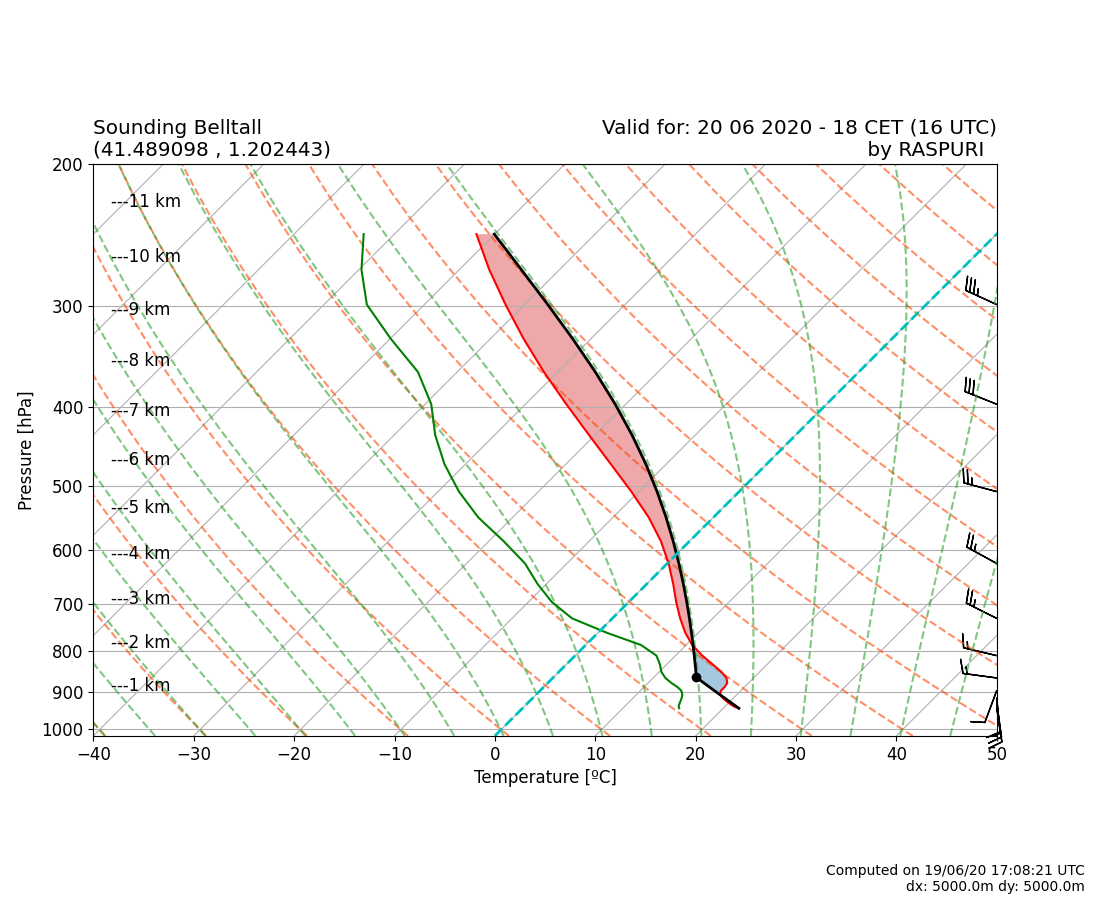 Sounding Belltall
(41.489098 , 1.202443)
Valid for: 20 06 2020 - 18 CET (16 UTC)
by RASPURI
200
300
400
500
600
700
800
900
1000
Pressure [hPa]
---11 km
---10 km
---9 km
---8 km
---7 km
---6 km
---5 km
---4 km
---3 km
---2 km
---1 km
−40 −30 −20 −10 0 10 20 30 40 50
Temperature [ºC]
Computed on 19/06/20 17:08:21 UTC
dx: 5000.0m dy: 5000.0m